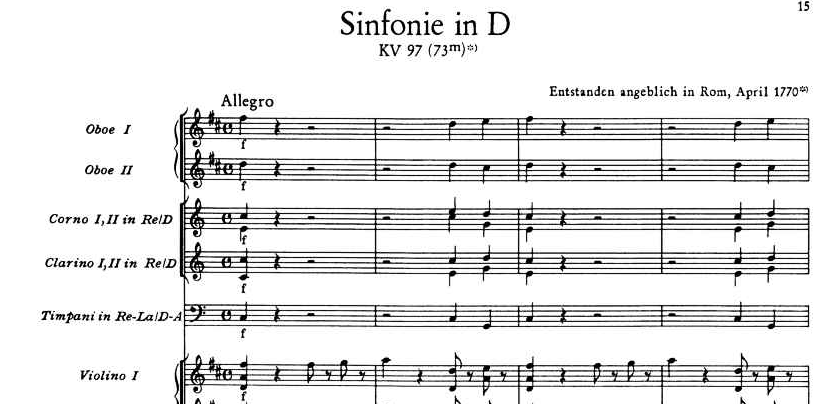 15
Sinfonie in D
KV 97 (73m)*)
Entstanden angeblich in Rom, April 1770**)
Allegro
Oboe I
f
Oboe II
f
Corno I, II in Re/D
f
Clarino I, II in Re/D
f
Timpani in Re-La/D-A
f
Violino I
f